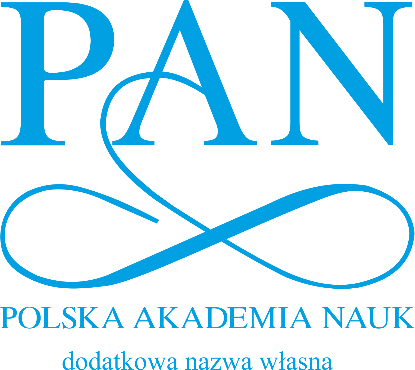 PAN
POLSKA AKADEMIA NAUK
dodatkowa nazwa własna